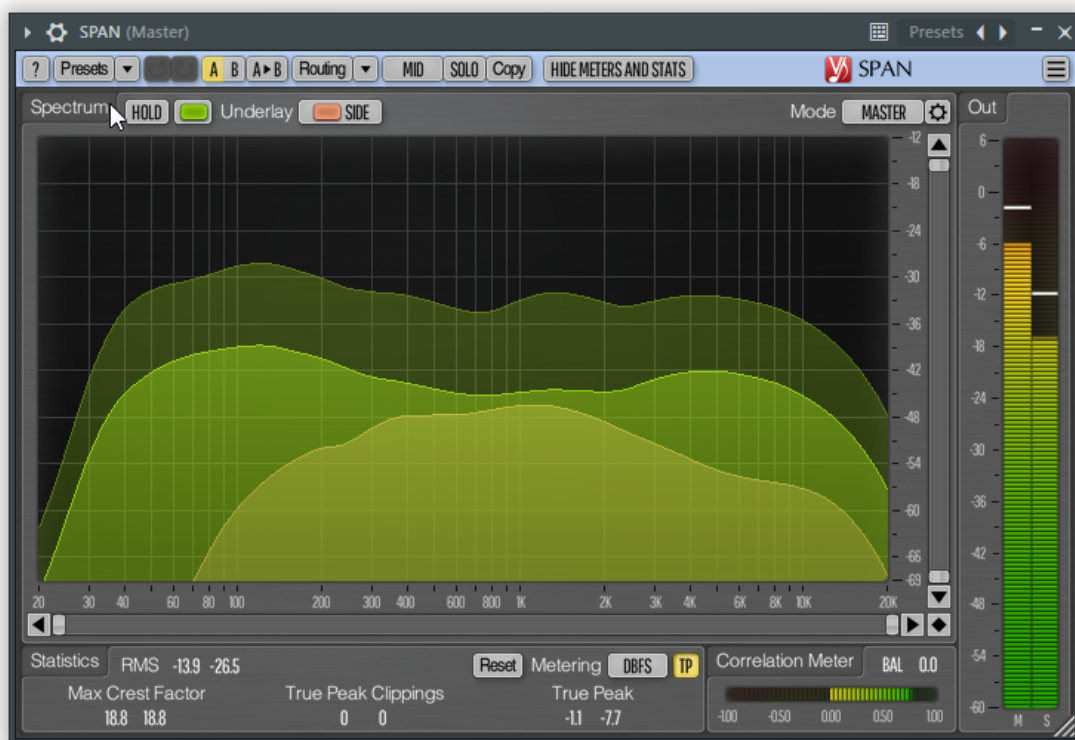 SPAN (Master) Presets
? Presets A B A▸B Routing MID SOLO Copy HIDE METERS AND STATS SPAN
Spectrum HOLD Underlay SIDE Mode MASTER Out
-12
-18
-24
-30
-36
-42
-48
-54
-60
-66
-69
20 30 40 60 80 100 200 300 400 600 800 1K 2K 3K 4K 6K 8K 10K 20K
6
0
-6
-12
-18
-24
-30
-36
-42
-48
-54
-60
M S
Statistics RMS -13.9 -26.5 Reset Metering DBFS TP
Max Crest Factor True Peak Clippings True Peak
18.8 18.8 0 0 -1.1 -7.7
Correlation Meter BAL 0.0
-1.00 -0.50 0.00 0.50 1.00